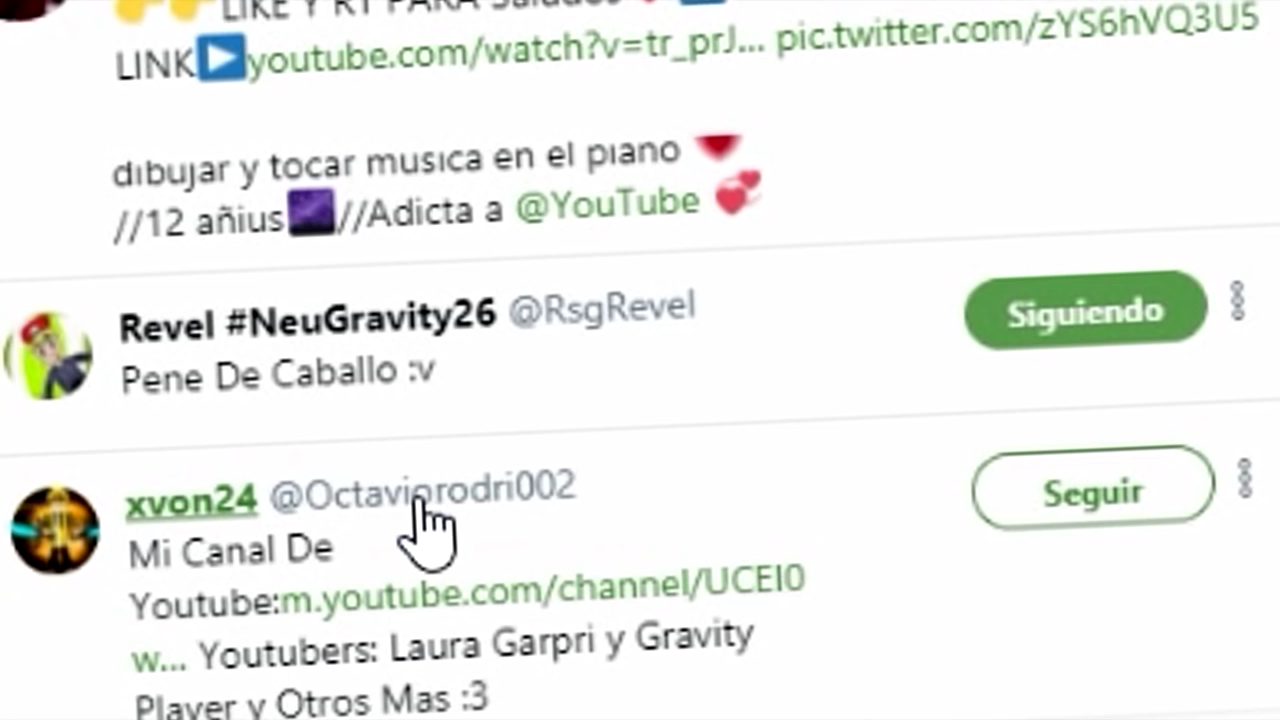 LIKE Y RT PARA Saludos
LINK youtube.com/watch?v=tr_prJ... pic.twitter.com/zYS6hVQ3U5
dibujar y tocar musica en el piano
//12 añius //Adicta a @YouTube
Revel #NeuGravity26 @RsgRevel
Siguiendo
Pene De Caballo :v
xvon24 @Octaviorodri002
Seguir
Mi Canal De
Youtube:m.youtube.com/channel/UCEI0
w... Youtubers: Laura Garpri y Gravity
Player y Otros Mas :3